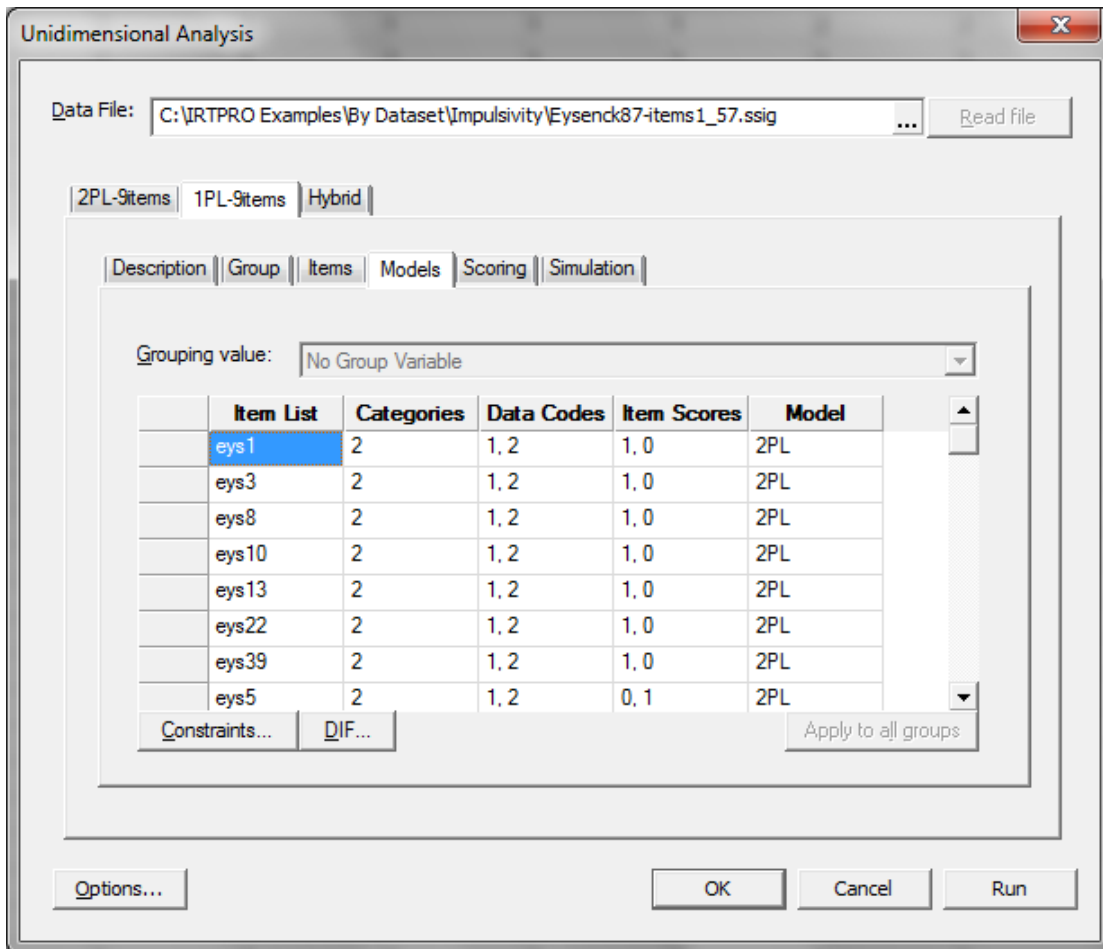 Unidimensional Analysis
Data File: C:\IRTPRO Examples\By Dataset\Impulsivity\Eysenck87-items1_57.ssig ... Read file
2PL-9items 1PL-9items Hybrid
Description Group Items Models Scoring Simulation
Grouping value: No Group Variable
Item List Categories Data Codes Item Scores Model
eys1 2 1, 2 1, 0 2PL
eys3 2 1, 2 1, 0 2PL
eys8 2 1, 2 1, 0 2PL
eys10 2 1, 2 1, 0 2PL
eys13 2 1, 2 1, 0 2PL
eys22 2 1, 2 1, 0 2PL
eys39 2 1, 2 1, 0 2PL
eys5 2 1, 2 0, 1 2PL
Constraints... DIF... Apply to all groups
Options... OK Cancel Run